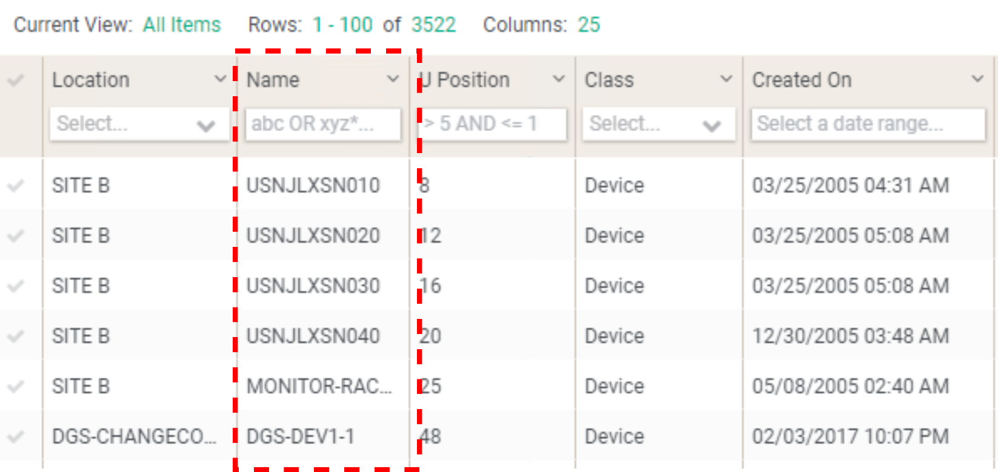 Current View: All Items Rows: 1 - 100 of 3522 Columns: 25
Location Name U Position Class Created On
Select... abc OR xyz*... > 5 AND <= 1 Select... Select a date range...
SITE B USNJLXSN010 8 Device 03/25/2005 04:31 AM
SITE B USNJLXSN020 12 Device 03/25/2005 05:08 AM
SITE B USNJLXSN030 16 Device 03/25/2005 05:08 AM
SITE B USNJLXSN040 20 Device 12/30/2005 03:48 AM
SITE B MONITOR-RAC... 25 Device 05/08/2005 02:40 AM
DGS-CHANGECO... DGS-DEV1-1 48 Device 02/03/2017 10:07 PM